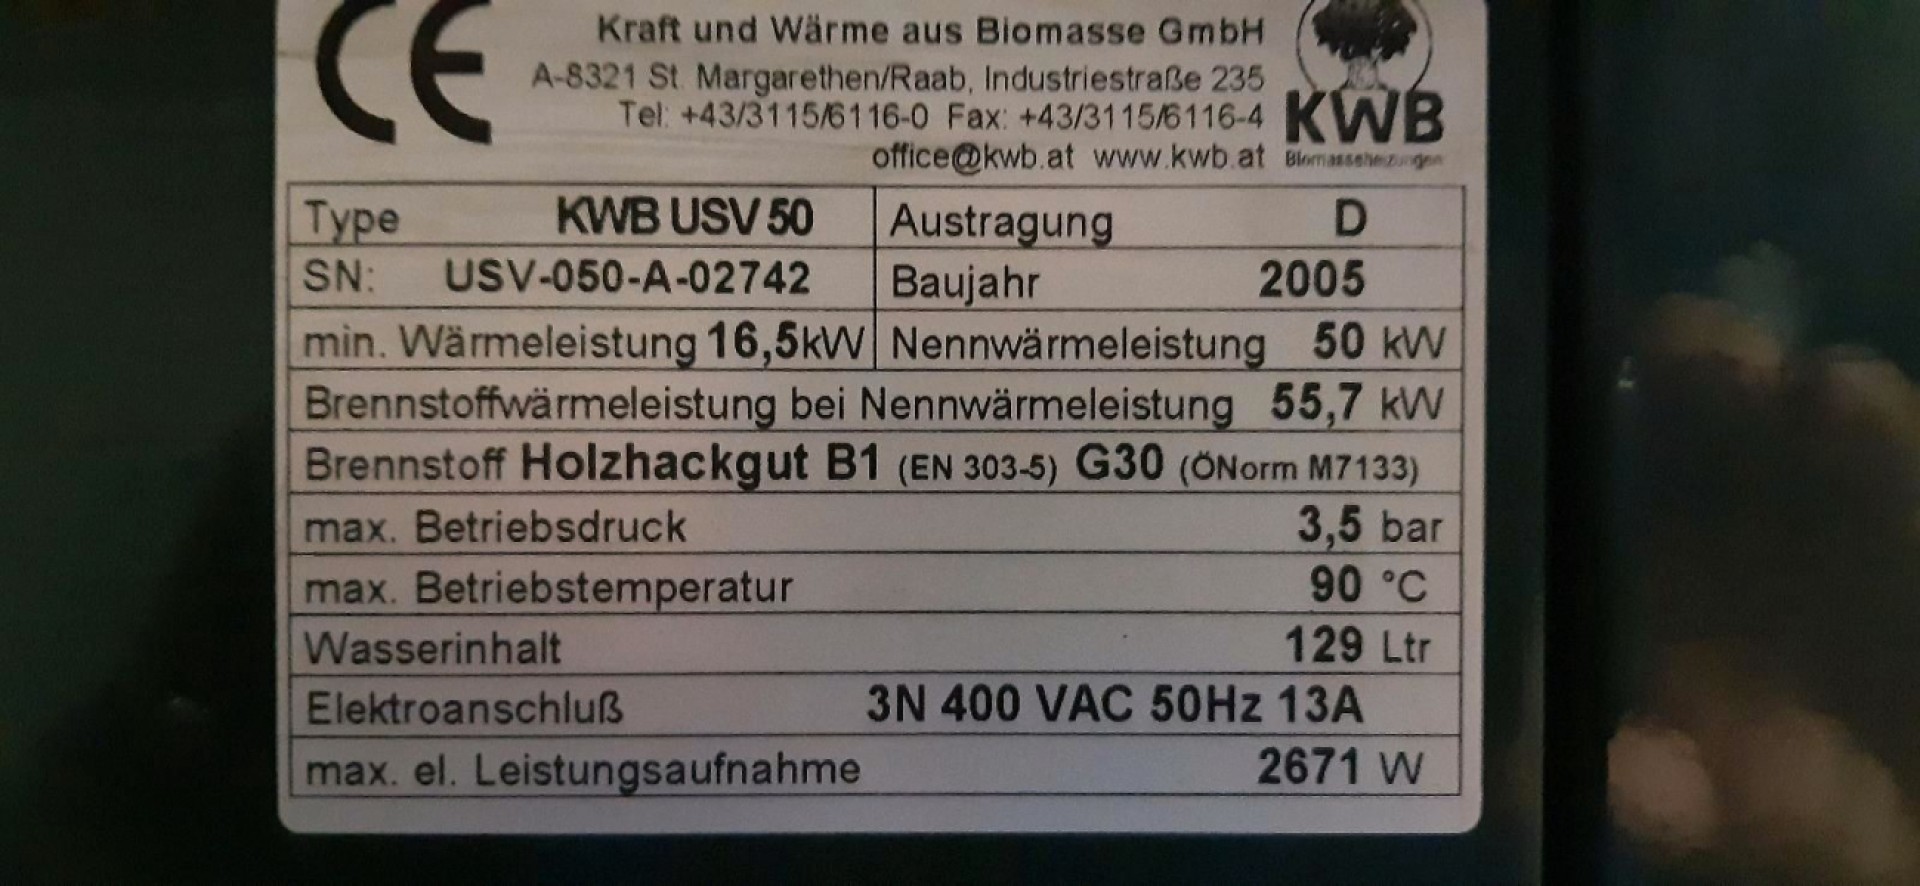 CE
Kraft und Wärme aus Biomasse GmbH
A-8321 St. Margarethen/Raab, Industriestraße 235
Tel: +43/3115/6116-0 Fax: +43/3115/6116-4
office@kwb.at www.kwb.at
KWB
Biomasseheizungen
Type KWB USV 50 Austragung D
SN: USV-050-A-02742 Baujahr 2005
min. Wärmeleistung 16,5kW Nennwärmeleistung 50 kW
Brennstoffwärmeleistung bei Nennwärmeleistung 55,7 kW
Brennstoff Holzhackgut B1 (EN 303-5) G30 (ÖNorm M7133)
max. Betriebsdruck 3,5 bar
max. Betriebstemperatur 90 °C
Wasserinhalt 129 Ltr
Elektroanschluß 3N 400 VAC 50Hz 13A
max. el. Leistungsaufnahme 2671 W